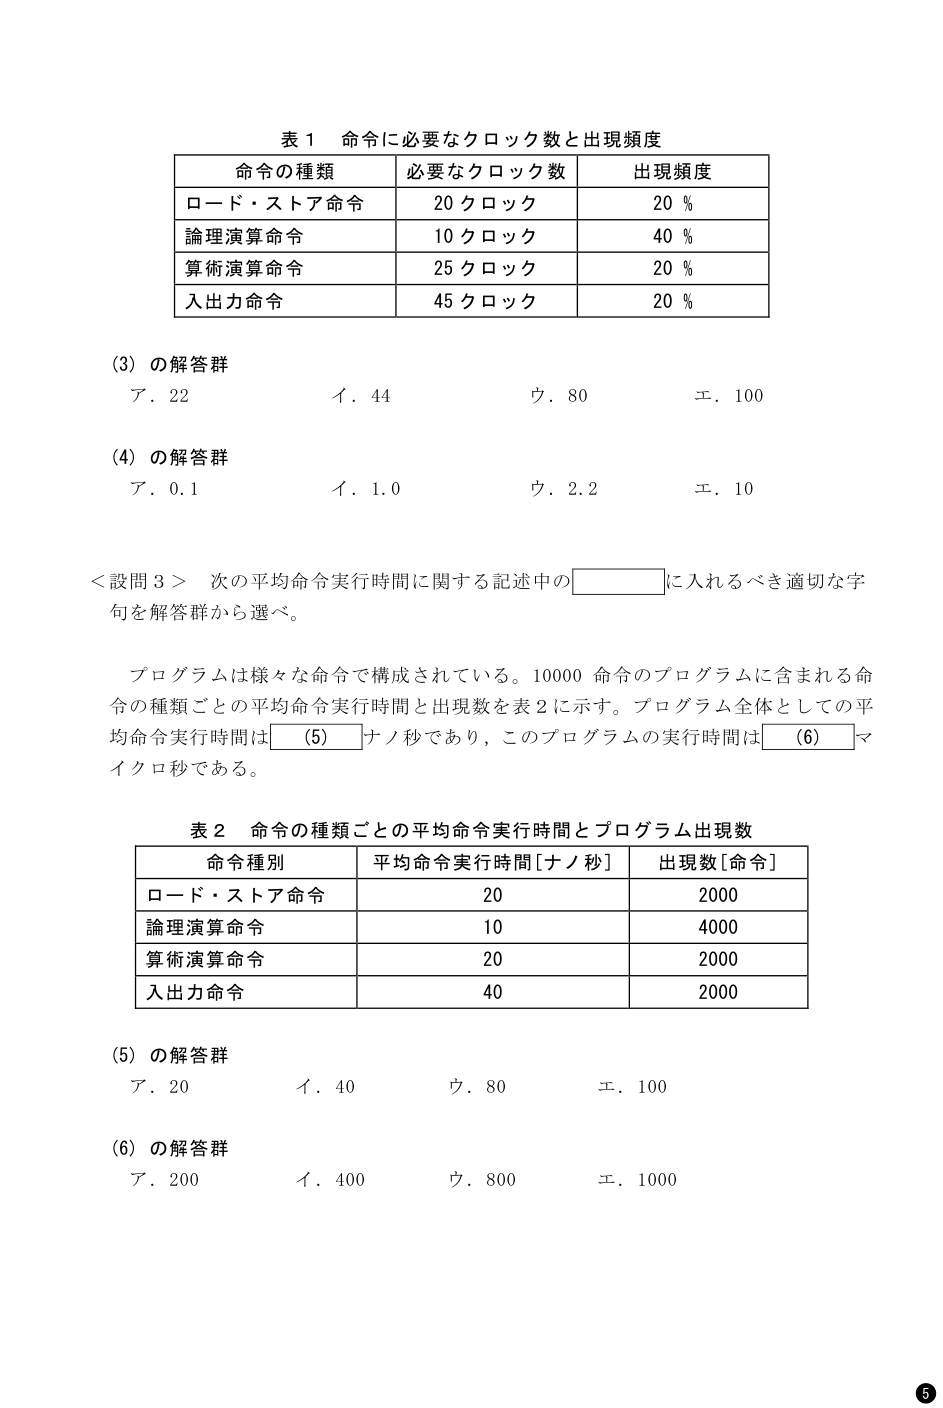 表１　命令に必要なクロック数と出現頻度
命令の種類 必要なクロック数 出現頻度
ロード・ストア命令 20 クロック 20 %
論理演算命令 10 クロック 40 %
算術演算命令 25 クロック 20 %
入出力命令 45 クロック 20 %
(3) の解答群
ア．22 イ．44 ウ．80 エ．100
(4) の解答群
ア．0.1 イ．1.0 ウ．2.2 エ．10
＜設問３＞　次の平均命令実行時間に関する記述中の　　　　に入れるべき適切な字
句を解答群から選べ。
プログラムは様々な命令で構成されている。10000 命令のプログラムに含まれる命
令の種類ごとの平均命令実行時間と出現数を表２に示す。プログラム全体としての平
均命令実行時間は (5) ナノ秒であり，このプログラムの実行時間は (6) マ
イクロ秒である。
表２　命令の種類ごとの平均命令実行時間とプログラム出現数
命令種別 平均命令実行時間[ナノ秒] 出現数[命令]
ロード・ストア命令 20 2000
論理演算命令 10 4000
算術演算命令 20 2000
入出力命令 40 2000
(5) の解答群
ア．20 イ．40 ウ．80 エ．100
(6) の解答群
ア．200 イ．400 ウ．800 エ．1000
5